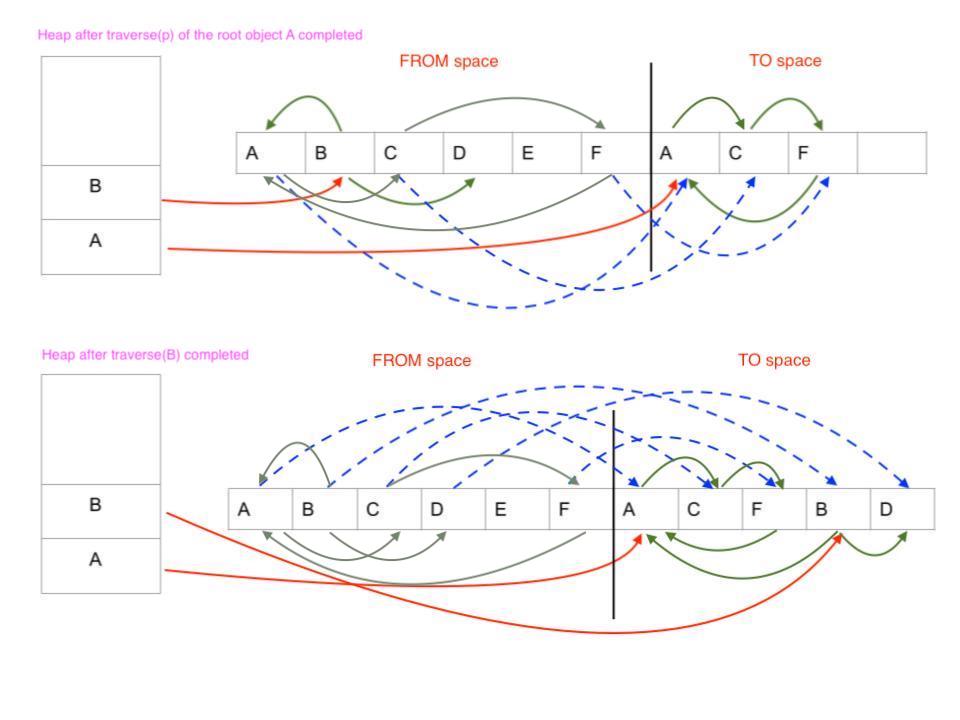 Heap after traverse(p) of the root object A completed
FROM space TO space
A B C D E F A C F
B
A
Heap after traverse(B) completed
FROM space TO space
A B C D E F A C F B D
B
A